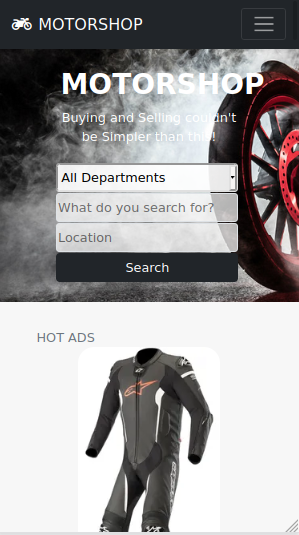 MOTORSHOP
MOTORSHOP
Buying and Selling couldn't
be Simpler than this!
All Departments
What do you search for?
Location
Search
HOT ADS